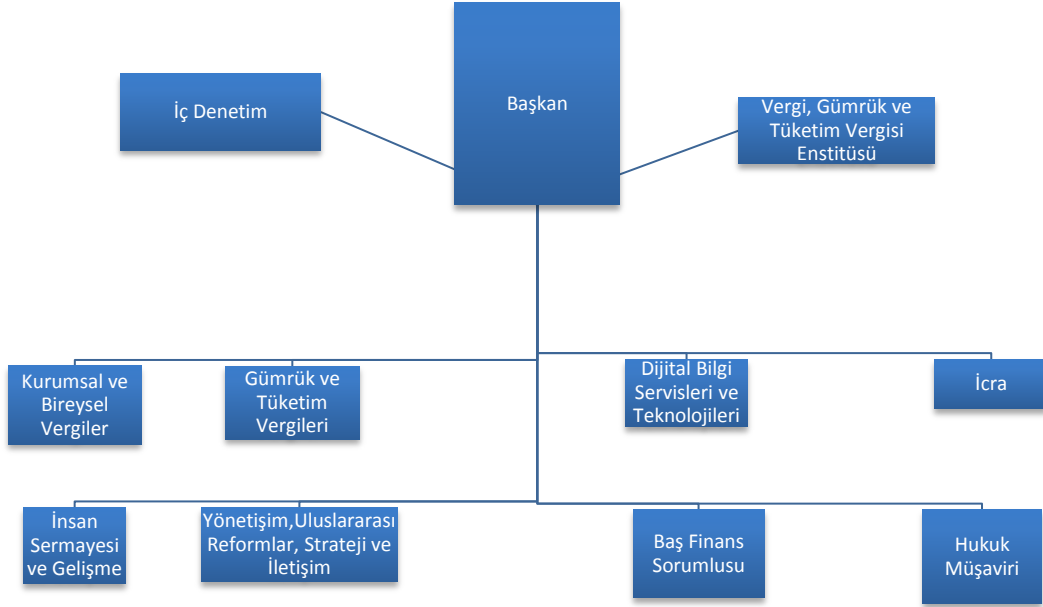 Başkan
İç Denetim
Vergi, Gümrük ve
Tüketim Vergisi
Enstitüsü
Kurumsal ve
Bireysel
Vergiler
Gümrük ve
Tüketim
Vergileri
Dijital Bilgi
Servisleri ve
Teknolojileri
İcra
İnsan
Sermayesi
ve Gelişme
Yönetişim,Uluslararası
Reformlar, Strateji ve
İletişim
Baş Finans
Sorumlusu
Hukuk
Müşaviri